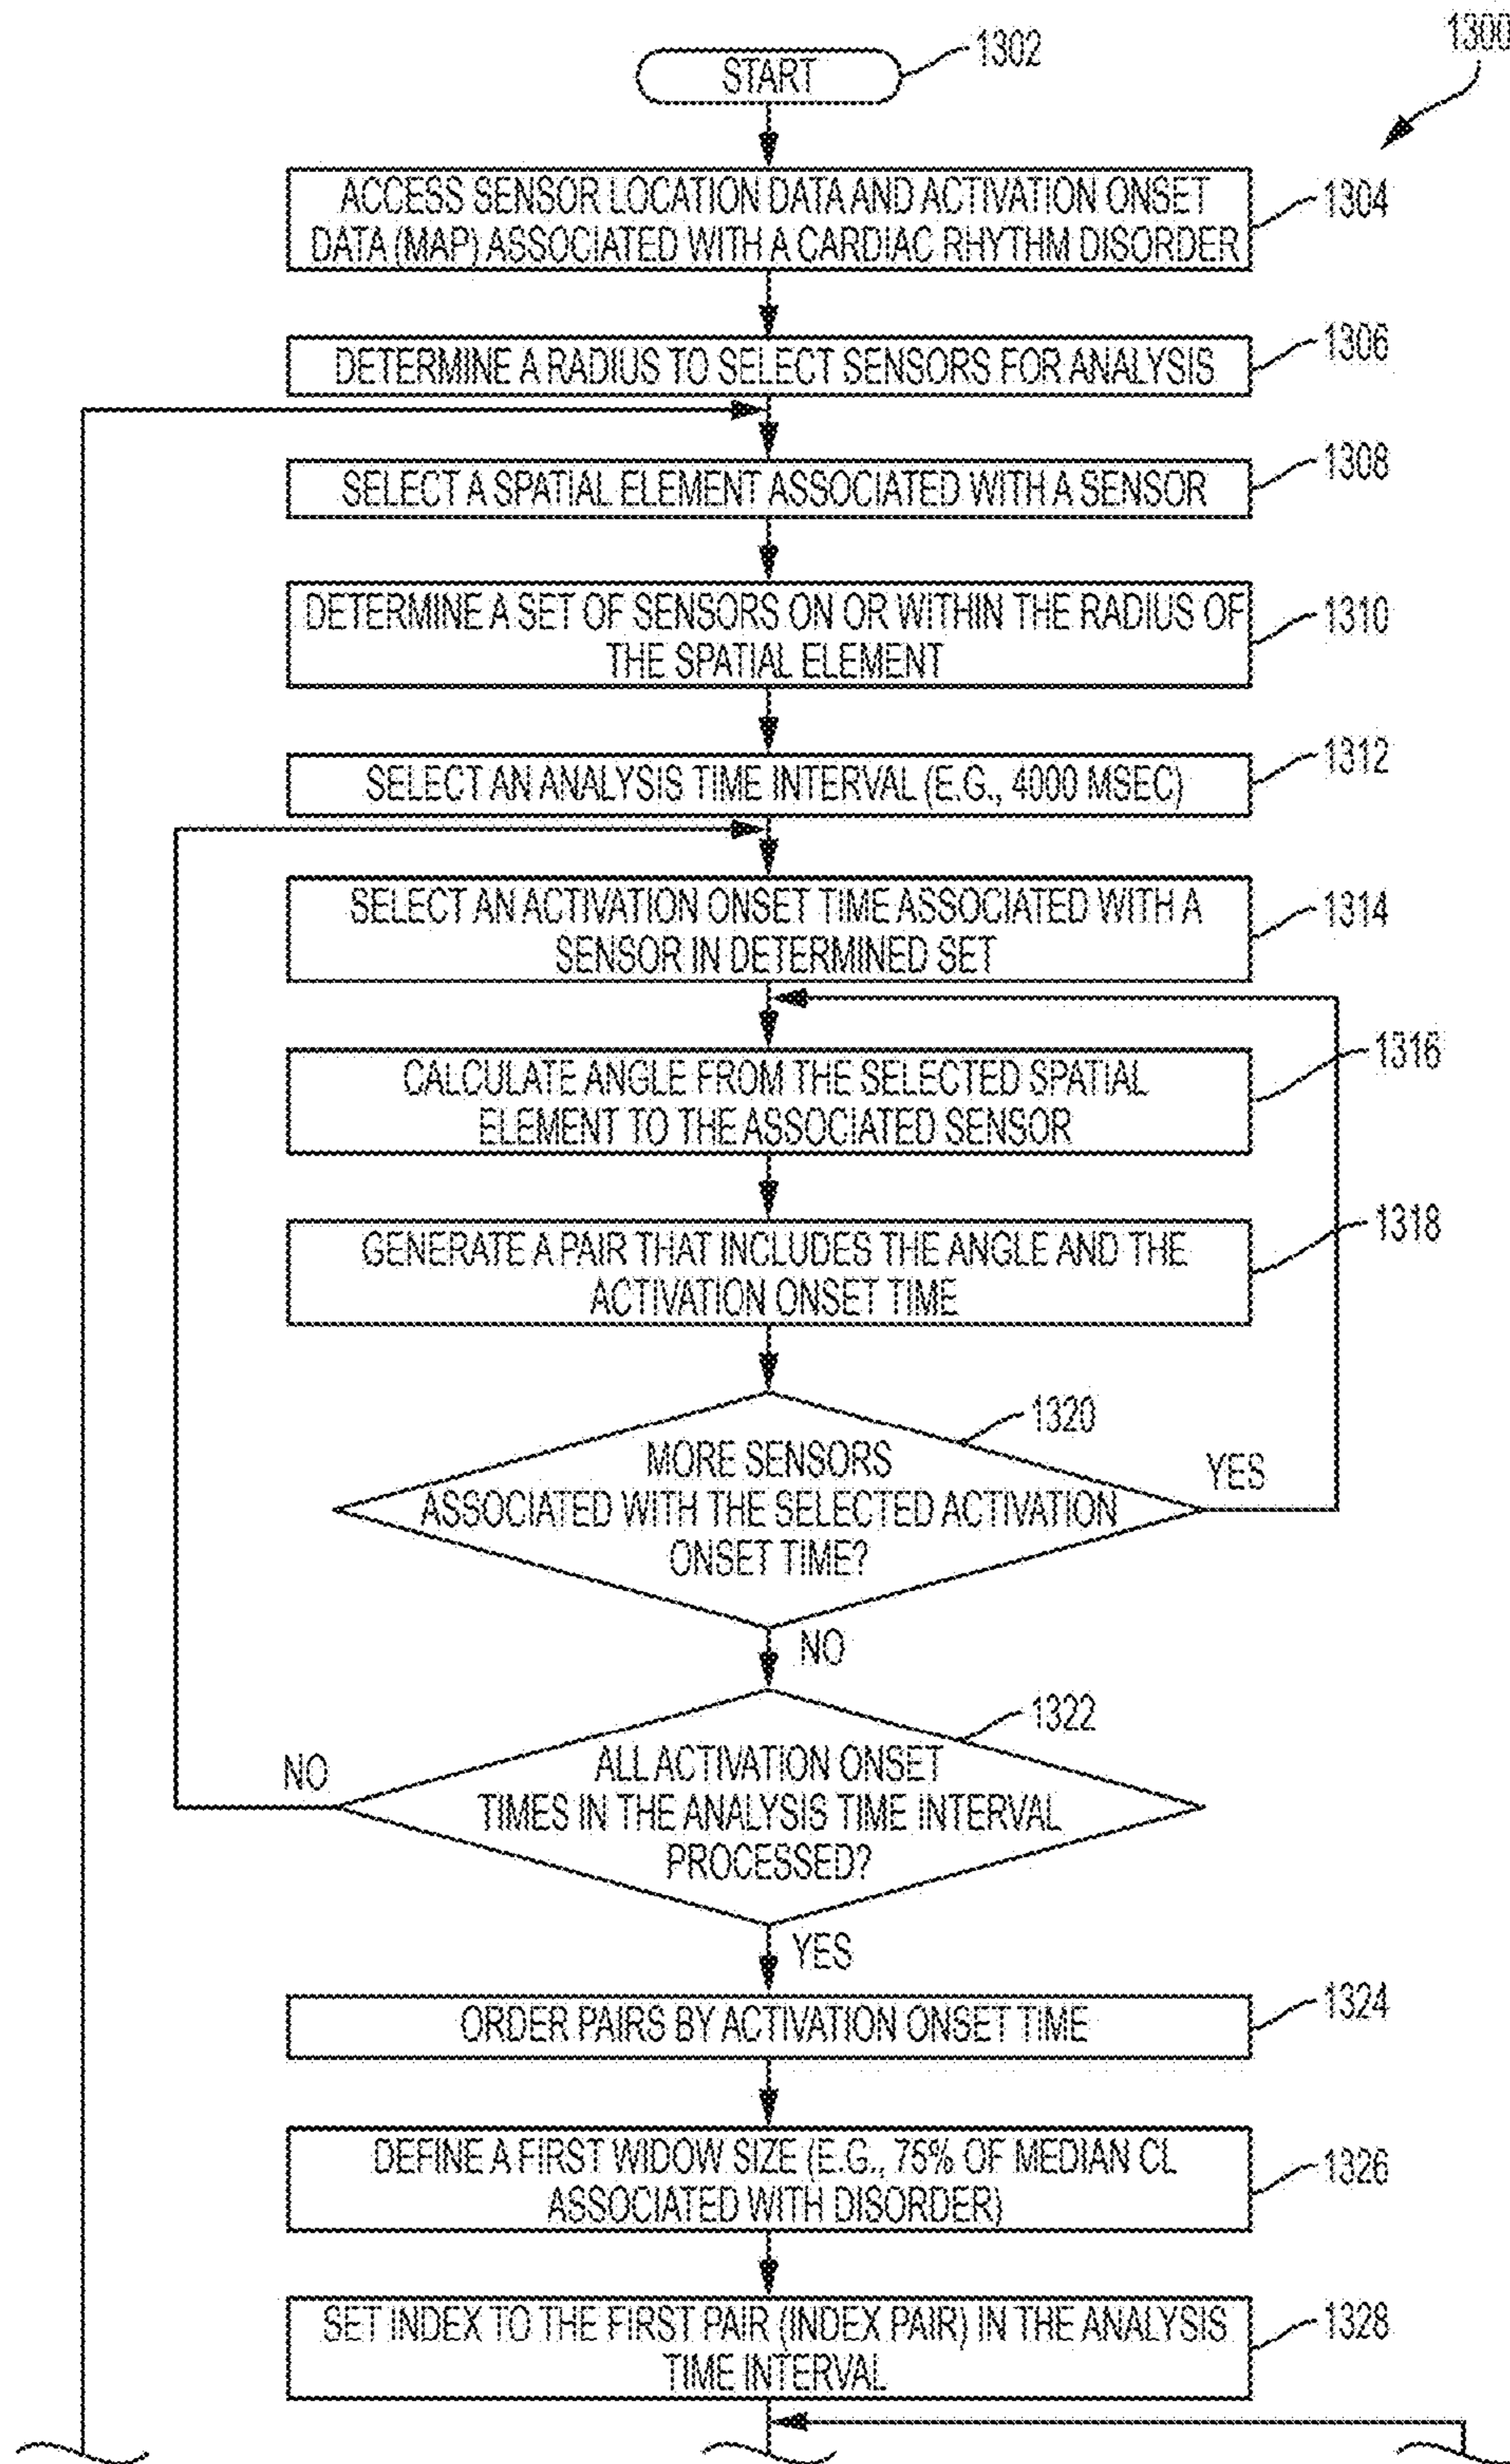 1300
START
1302
ACCESS SENSOR LOCATION DATA AND ACTIVATION ONSET
DATA (MAP) ASSOCIATED WITH A CARDIAC RHYTHM DISORDER
1304
DETERMINE A RADIUS TO SELECT SENSORS FOR ANALYSIS
1306
SELECT A SPATIAL ELEMENT ASSOCIATED WITH A SENSOR
1308
DETERMINE A SET OF SENSORS ON OR WITHIN THE RADIUS OF
THE SPATIAL ELEMENT
1310
SELECT AN ANALYSIS TIME INTERVAL (E.G., 4000 MSEC)
1312
SELECT AN ACTIVATION ONSET TIME ASSOCIATED WITH A
SENSOR IN DETERMINED SET
1314
CALCULATE ANGLE FROM THE SELECTED SPATIAL
ELEMENT TO THE ASSOCIATED SENSOR
1316
GENERATE A PAIR THAT INCLUDES THE ANGLE AND THE
ACTIVATION ONSET TIME
1318
1320
MORE SENSORS
ASSOCIATED WITH THE SELECTED ACTIVATION
ONSET TIME?
YES
NO
1322
ALL ACTIVATION ONSET
TIMES IN THE ANALYSIS TIME INTERVAL
PROCESSED?
NO
YES
ORDER PAIRS BY ACTIVATION ONSET TIME
1324
DEFINE A FIRST WIDOW SIZE (E.G., 75% OF MEDIAN CL
ASSOCIATED WITH DISORDER)
1326
SET INDEX TO THE FIRST PAIR (INDEX PAIR) IN THE ANALYSIS
TIME INTERVAL
1328